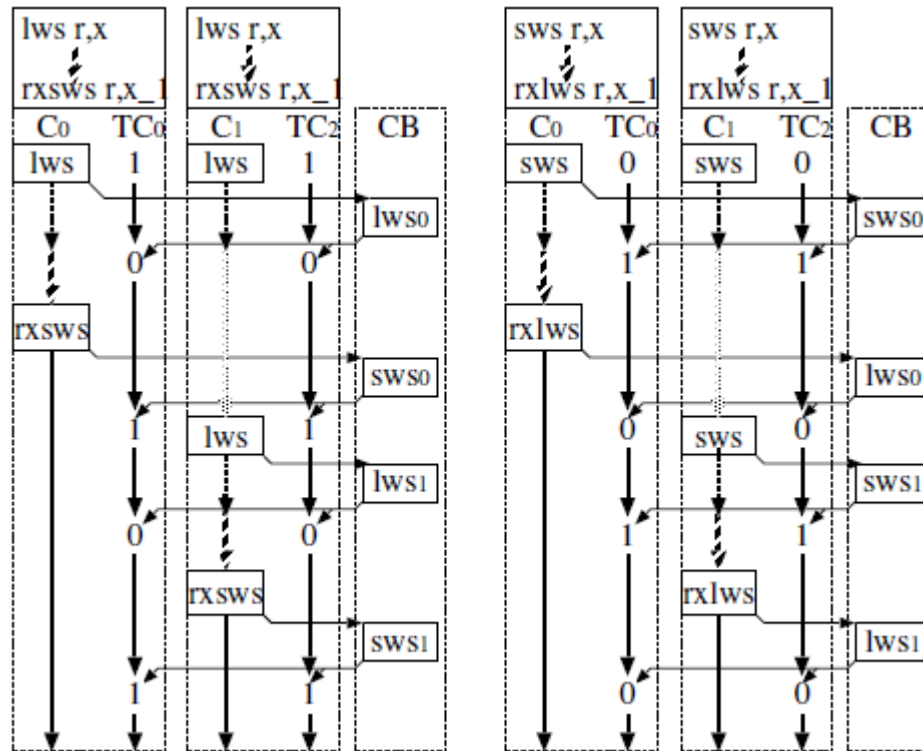 lws r,x lws r,x sws r,x sws r,x
rxsws r,x_1 rxsws r,x_1 rxlws r,x_1 rxlws r,x_1
C0 TC0 C1 TC2 CB C0 TC0 C1 TC2 CB
lws 1 lws 1 sws 0 sws 0
lws0 sws0
0 0 1 1
rxsws rxlws
sws0 lws0
1 lws 1 0 sws 0
lws1 sws1
0 0 1 1
rxsws rxlws
sws1 lws1
1 1 0 0